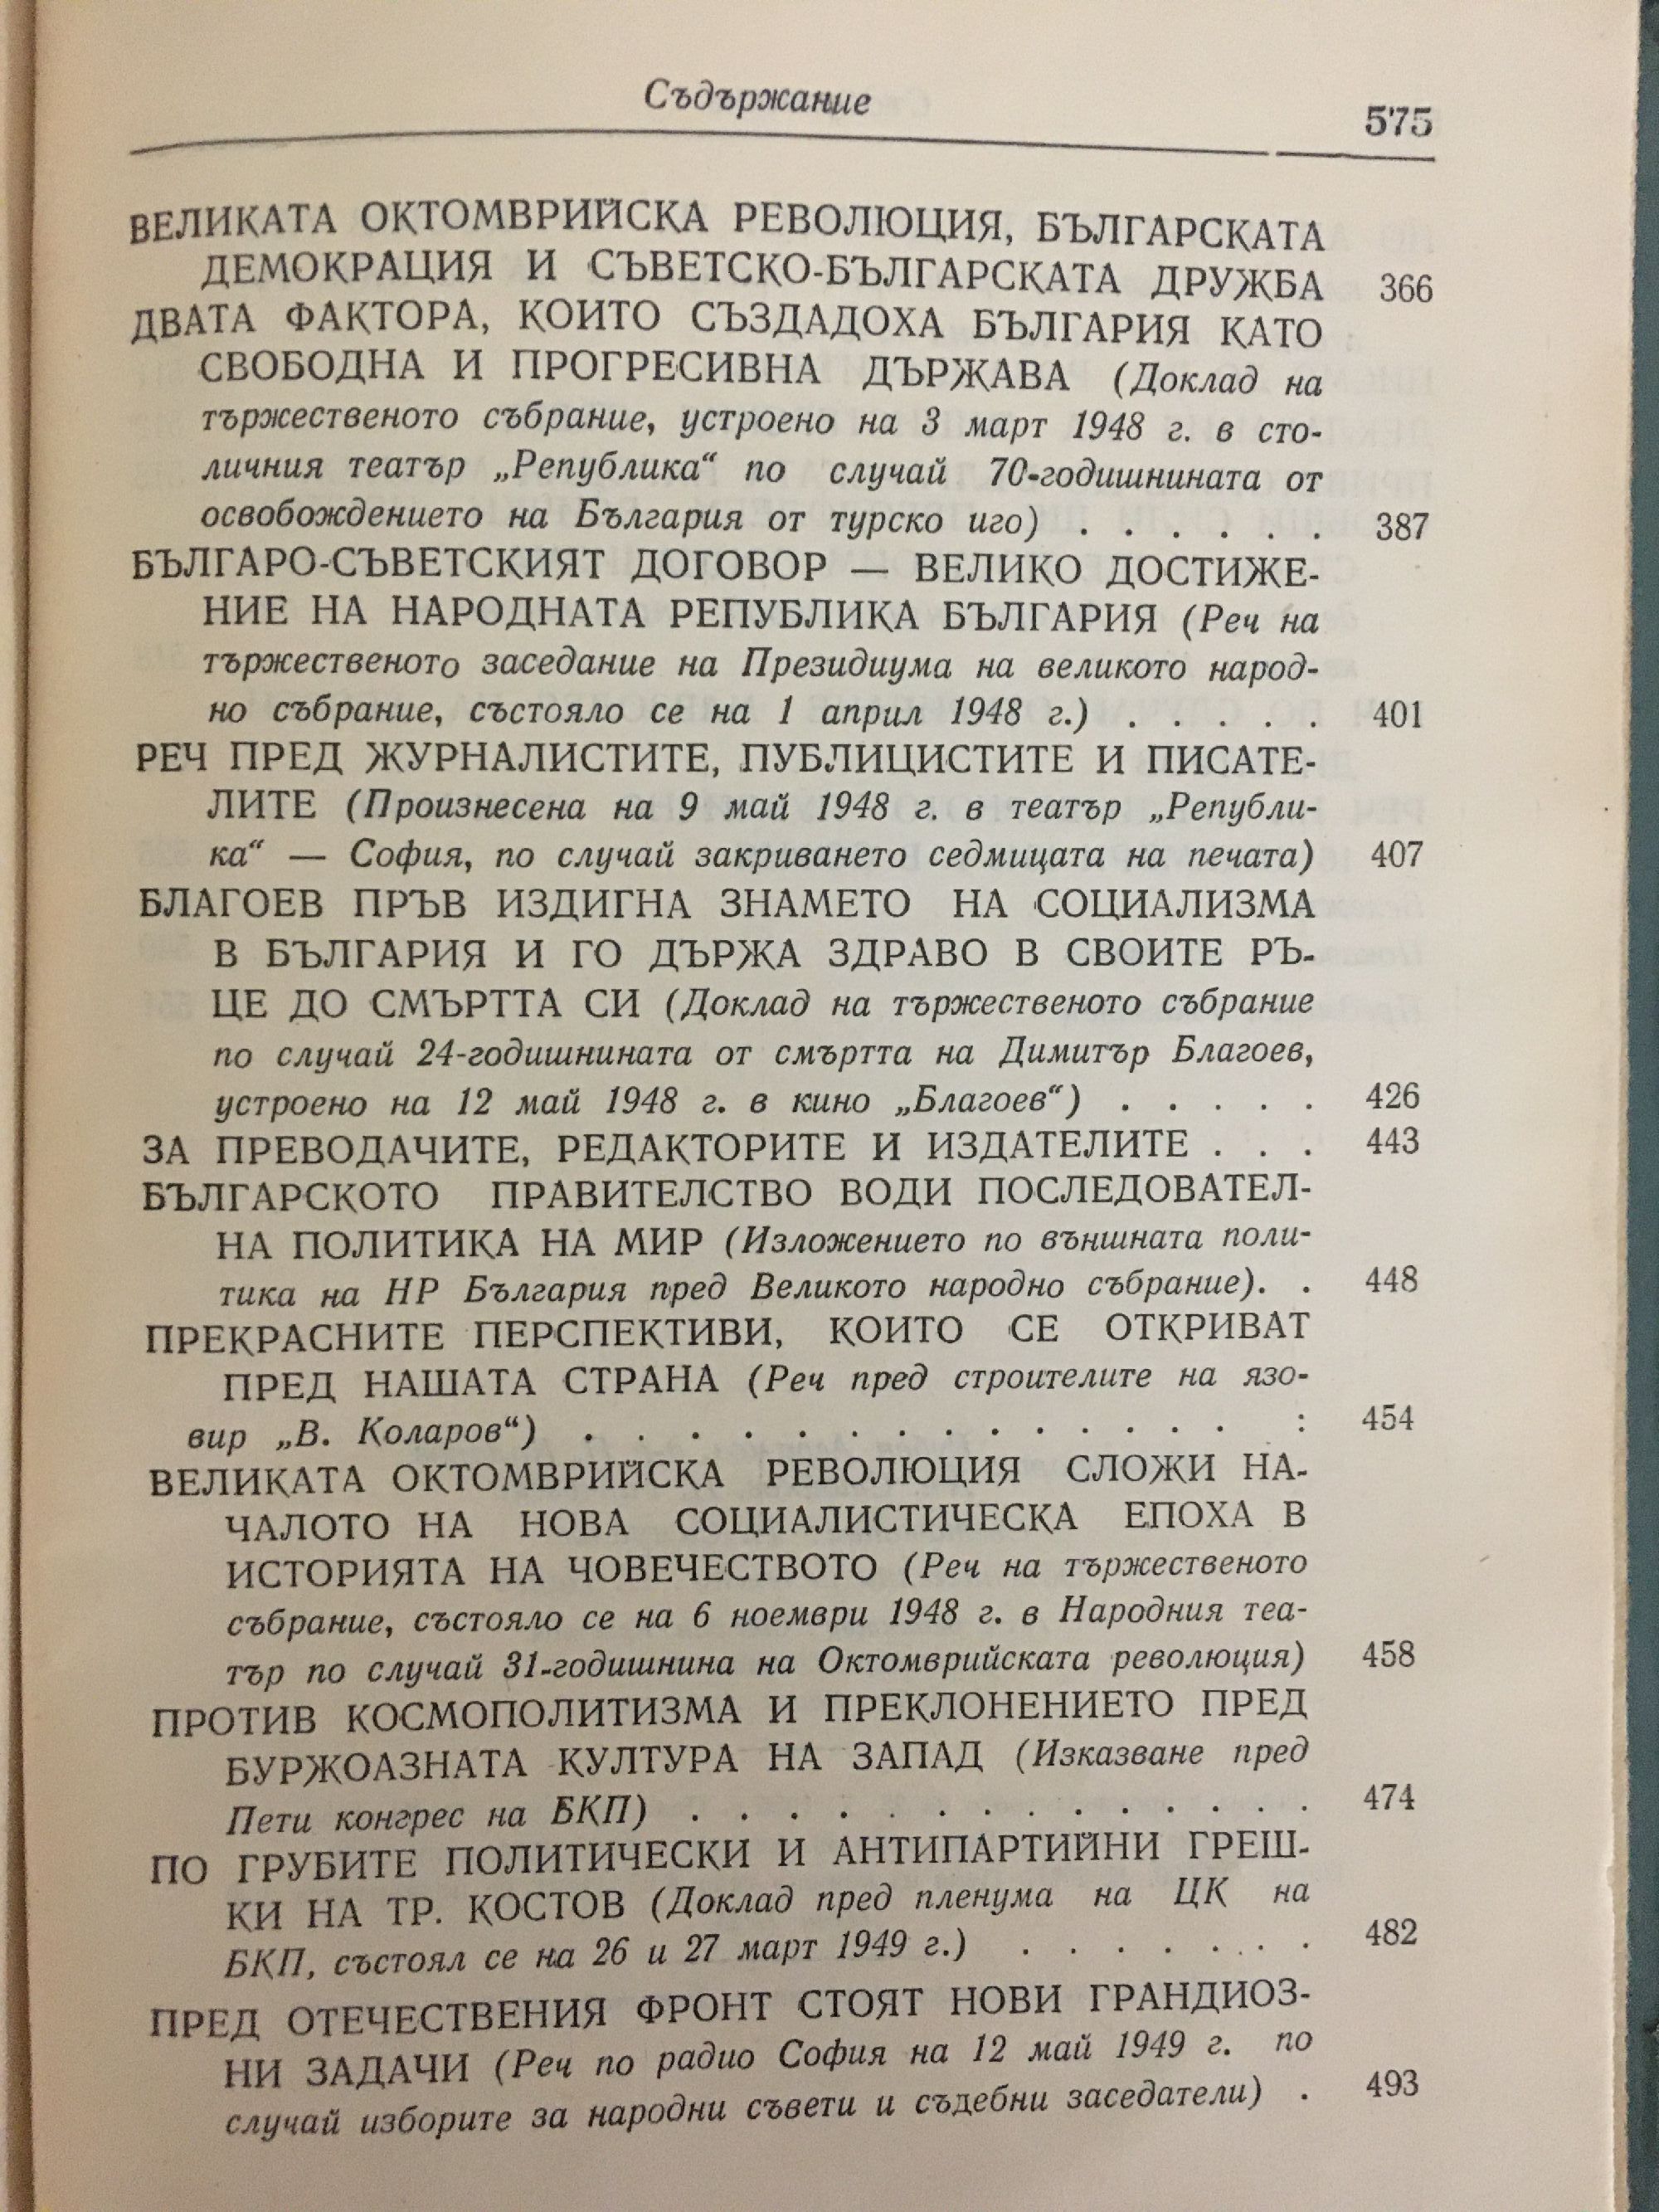 Съдържание 575
ВЕЛИКАТА ОКТОМВРИЙСКА РЕВОЛЮЦИЯ, БЪЛГАРСКАТА
ДЕМОКРАЦИЯ И СЪВЕТСКО-БЪЛГАРСКАТА ДРУЖБА 366
ДВАТА ФАКТОРА, КОИТО СЪЗДАДОХА БЪЛГАРИЯ КАТО
СВОБОДНА И ПРОГРЕСИВНА ДЪРЖАВА (Доклад на
тържественото събрание, устроено на 3 март 1948 г. в сто-
личния театър „Република“ по случай 70-годишнината от
освобождението на България от турско иго) . . . . . . 387
БЪЛГАРО-СЪВЕТСКИЯТ ДОГОВОР — ВЕЛИКО ДОСТИЖЕ-
НИЕ НА НАРОДНАТА РЕПУБЛИКА БЪЛГАРИЯ (Реч на
тържественото заседание на Президиума на великото народ-
но събрание, състояло се на 1 април 1948 г.) . . . . . 401
РЕЧ ПРЕД ЖУРНАЛИСТИТЕ, ПУБЛИЦИСТИТЕ И ПИСАТЕ-
ЛИТЕ (Произнесена на 9 май 1948 г. в театър „Републи-
ка“ — София, по случай закриването седмицата на печата) 407
БЛАГОЕВ ПРЪВ ИЗДИГНА ЗНАМЕТО НА СОЦИАЛИЗМА
В БЪЛГАРИЯ И ГО ДЪРЖА ЗДРАВО В СВОИТЕ РЪ-
ЦЕ ДО СМЪРТТА СИ (Доклад на тържественото събрание
по случай 24-годишнината от смъртта на Димитър Благоев,
устроено на 12 май 1948 г. в кино „Благоев“) . . . . . 426
ЗА ПРЕВОДАЧИТЕ, РЕДАКТОРИТЕ И ИЗДАТЕЛИТЕ . . . 443
БЪЛГАРСКОТО ПРАВИТЕЛСТВО ВОДИ ПОСЛЕДОВАТЕЛ-
НА ПОЛИТИКА НА МИР (Изложението по външната поли-
тика на НР България пред Великото народно събрание). . 448
ПРЕКРАСНИТЕ ПЕРСПЕКТИВИ, КОИТО СЕ ОТКРИВАТ
ПРЕД НАШАТА СТРАНА (Реч пред строителите на язо-
вир „В. Коларов“) . . . . . . . . . . . . . : 454
ВЕЛИКАТА ОКТОМВРИЙСКА РЕВОЛЮЦИЯ СЛОЖИ НА-
ЧАЛОТО НА НОВА СОЦИАЛИСТИЧЕСКА ЕПОХА В
ИСТОРИЯТА НА ЧОВЕЧЕСТВОТО (Реч на тържественото
събрание, състояло се на 6 ноември 1948 г. в Народния теа-
тър по случай 31-годишнина на Октомврийската революция) 458
ПРОТИВ КОСМОПОЛИТИЗМА И ПРЕКЛОНЕНИЕТО ПРЕД
БУРЖОАЗНАТА КУЛТУРА НА ЗАПАД (Изказване пред
Пети конгрес на БКП) . . . . . . . . . . . . . 474
ПО ГРУБИТЕ ПОЛИТИЧЕСКИ И АНТИПАРТИЙНИ ГРЕШ-
КИ НА ТР. КОСТОВ (Доклад пред пленума на ЦК на
БКП, състоял се на 26 и 27 март 1949 г.) . . . . . . . 482
ПРЕД ОТЕЧЕСТВЕНИЯ ФРОНТ СТОЯТ НОВИ ГРАНДИОЗ-
НИ ЗАДАЧИ (Реч по радио София на 12 май 1949 г. по
случай изборите за народни съвети и съдебни заседатели) . 493